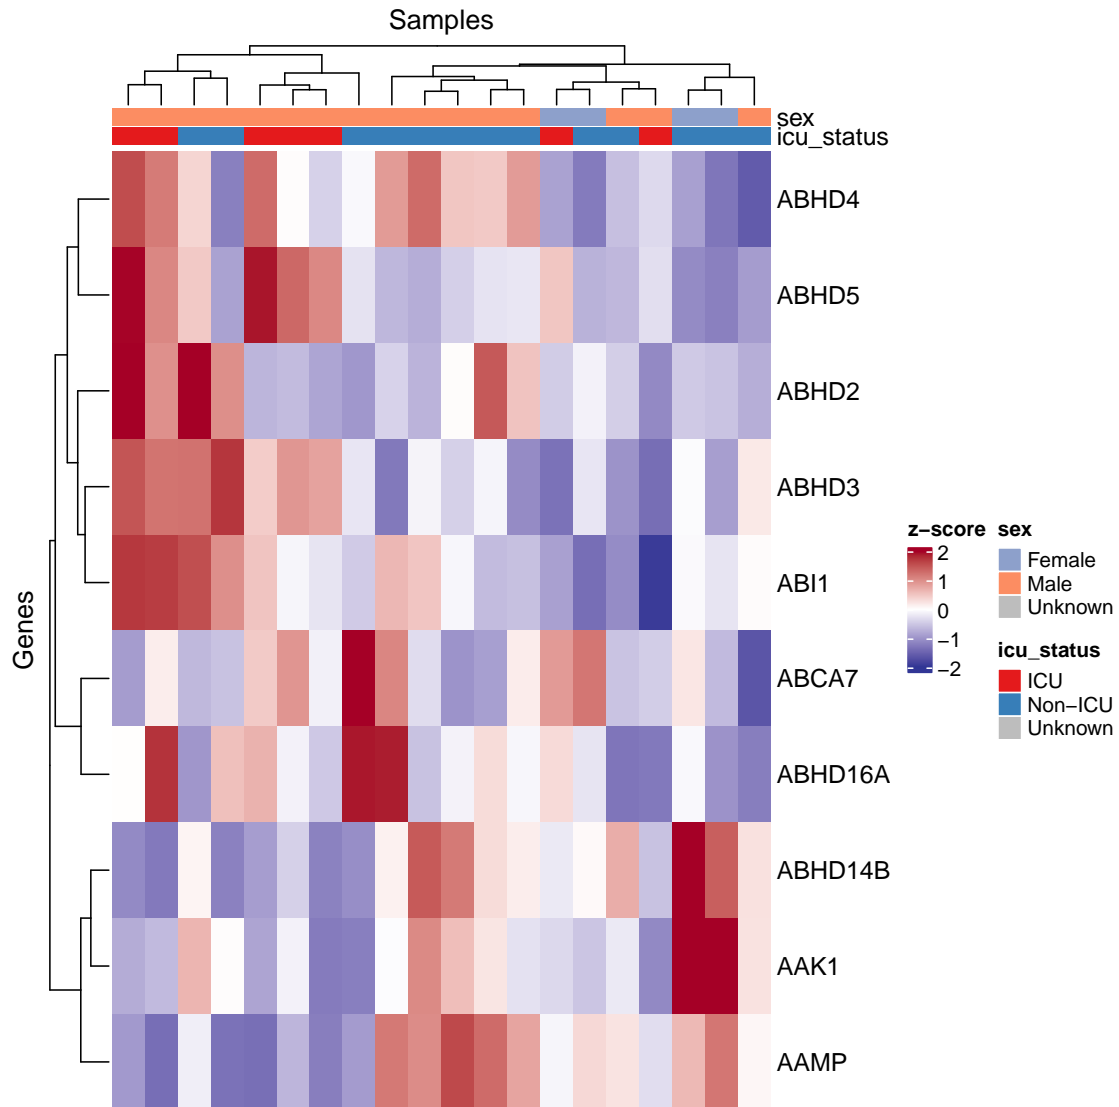 Samples
sex
icu_status
ABHD4
ABHD5
ABHD2
ABHD3
ABI1
ABCA7
ABHD16A
ABHD14B
AAK1
AAMP
Genes
z−score
2
1
0
−1
−2
sex
Female
Male
Unknown
icu_status
ICU
Non−ICU
Unknown